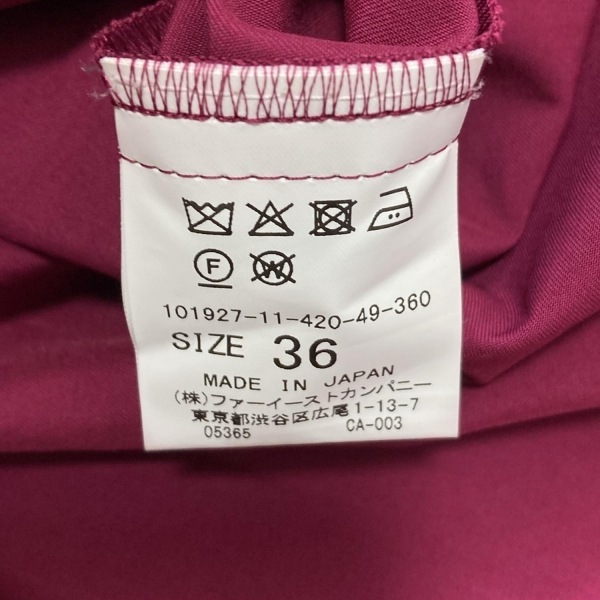 F W
101927-11-420-49-360
SIZE 36
MADE IN JAPAN
(株)ファーイーストカンパニー
東京都渋谷区広尾1-13-7
05365 CA-003